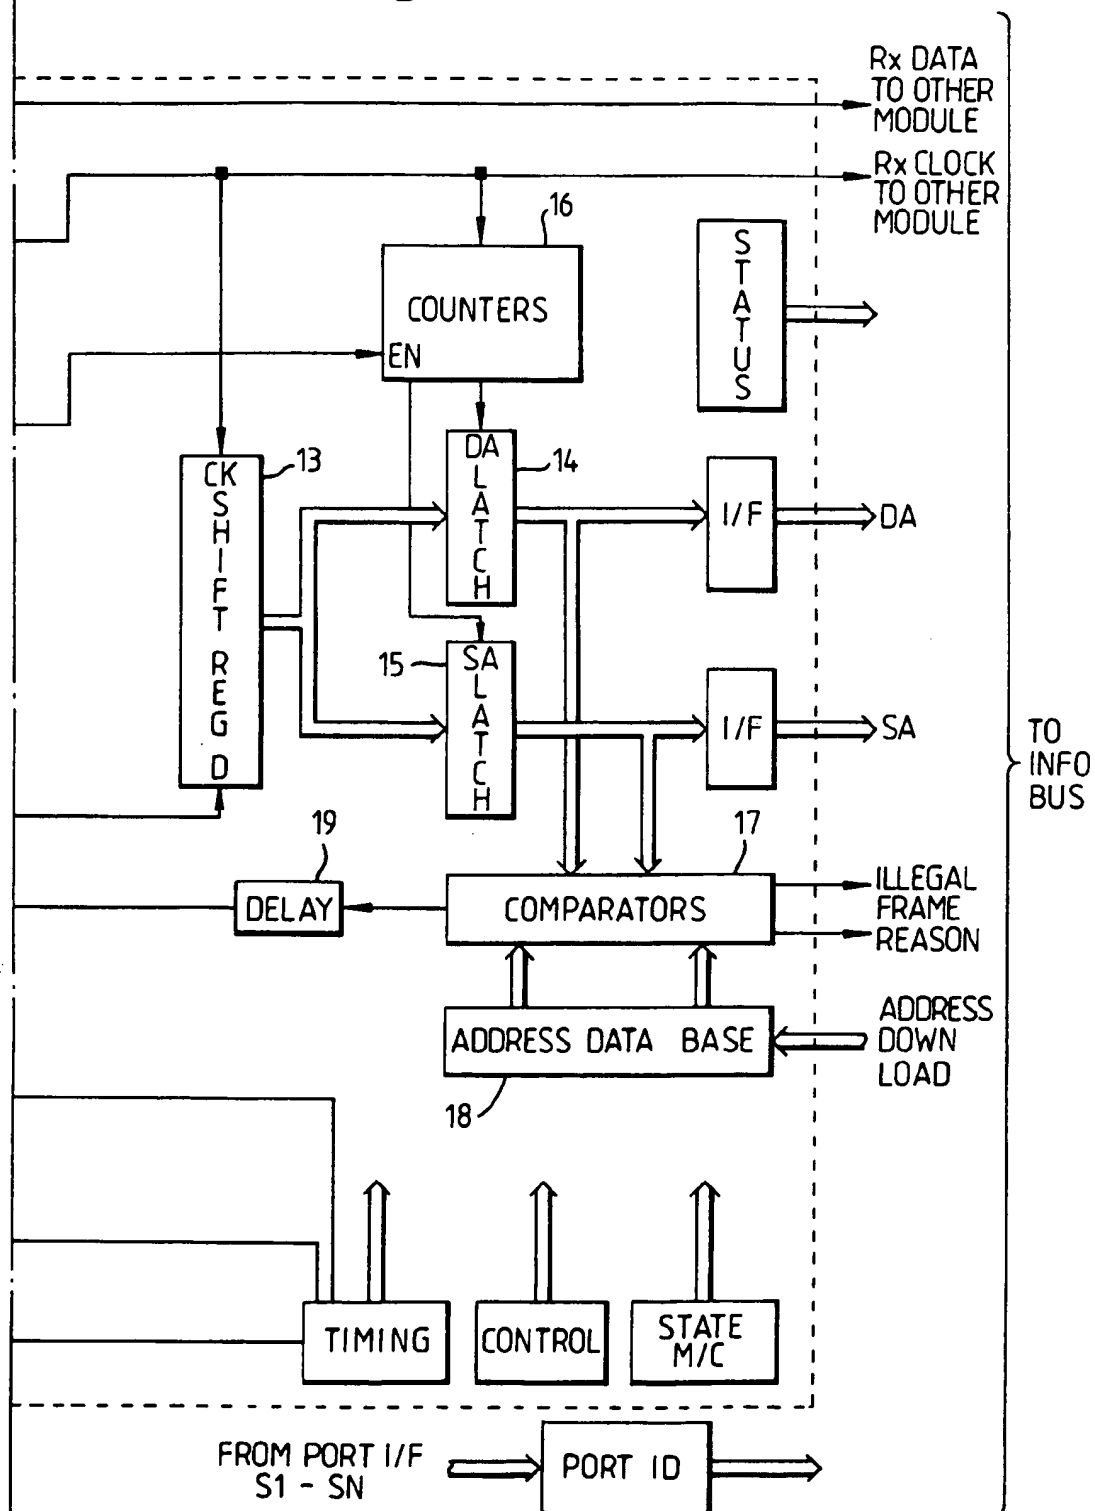 Rx DATA
TO OTHER
MODULE
Rx CLOCK
TO OTHER
MODULE
16
COUNTERS
EN
STATUS
13
CK
SHIFT REG
D
DA
LATCH
14
I/F
DA
15
SA
LATCH
I/F
SA
TO
INFO
BUS
19
DELAY
17
COMPARATORS
ILLEGAL
FRAME
REASON
ADDRESS DATA BASE
18
ADDRESS
DOWN
LOAD
TIMING
CONTROL
STATE
M/C
FROM PORT I/F
S1 - SN
PORT ID